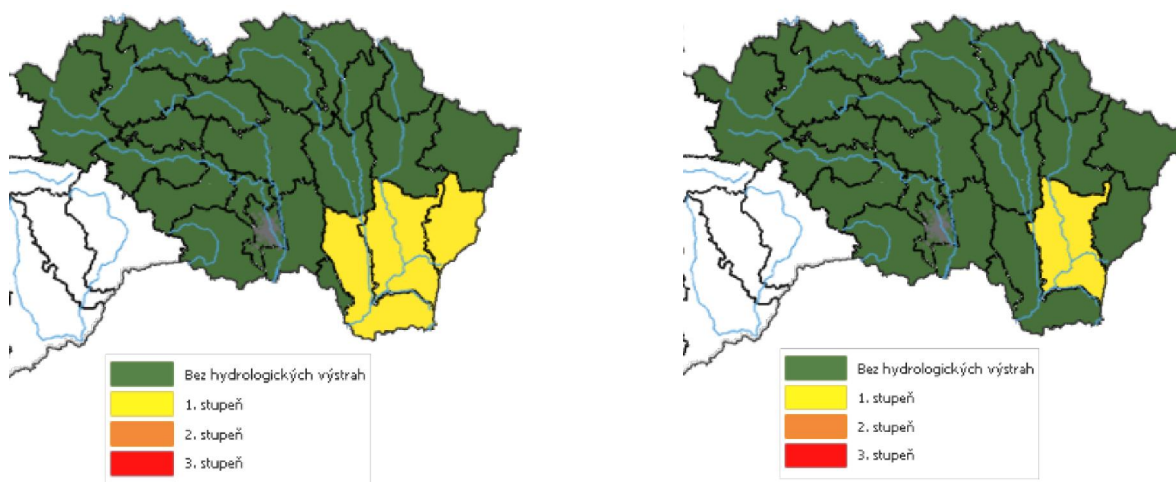 Bez hydrologických výstrah
1. stupeň
2. stupeň
3. stupeň
Bez hydrologických výstrah
1. stupeň
2. stupeň
3. stupeň